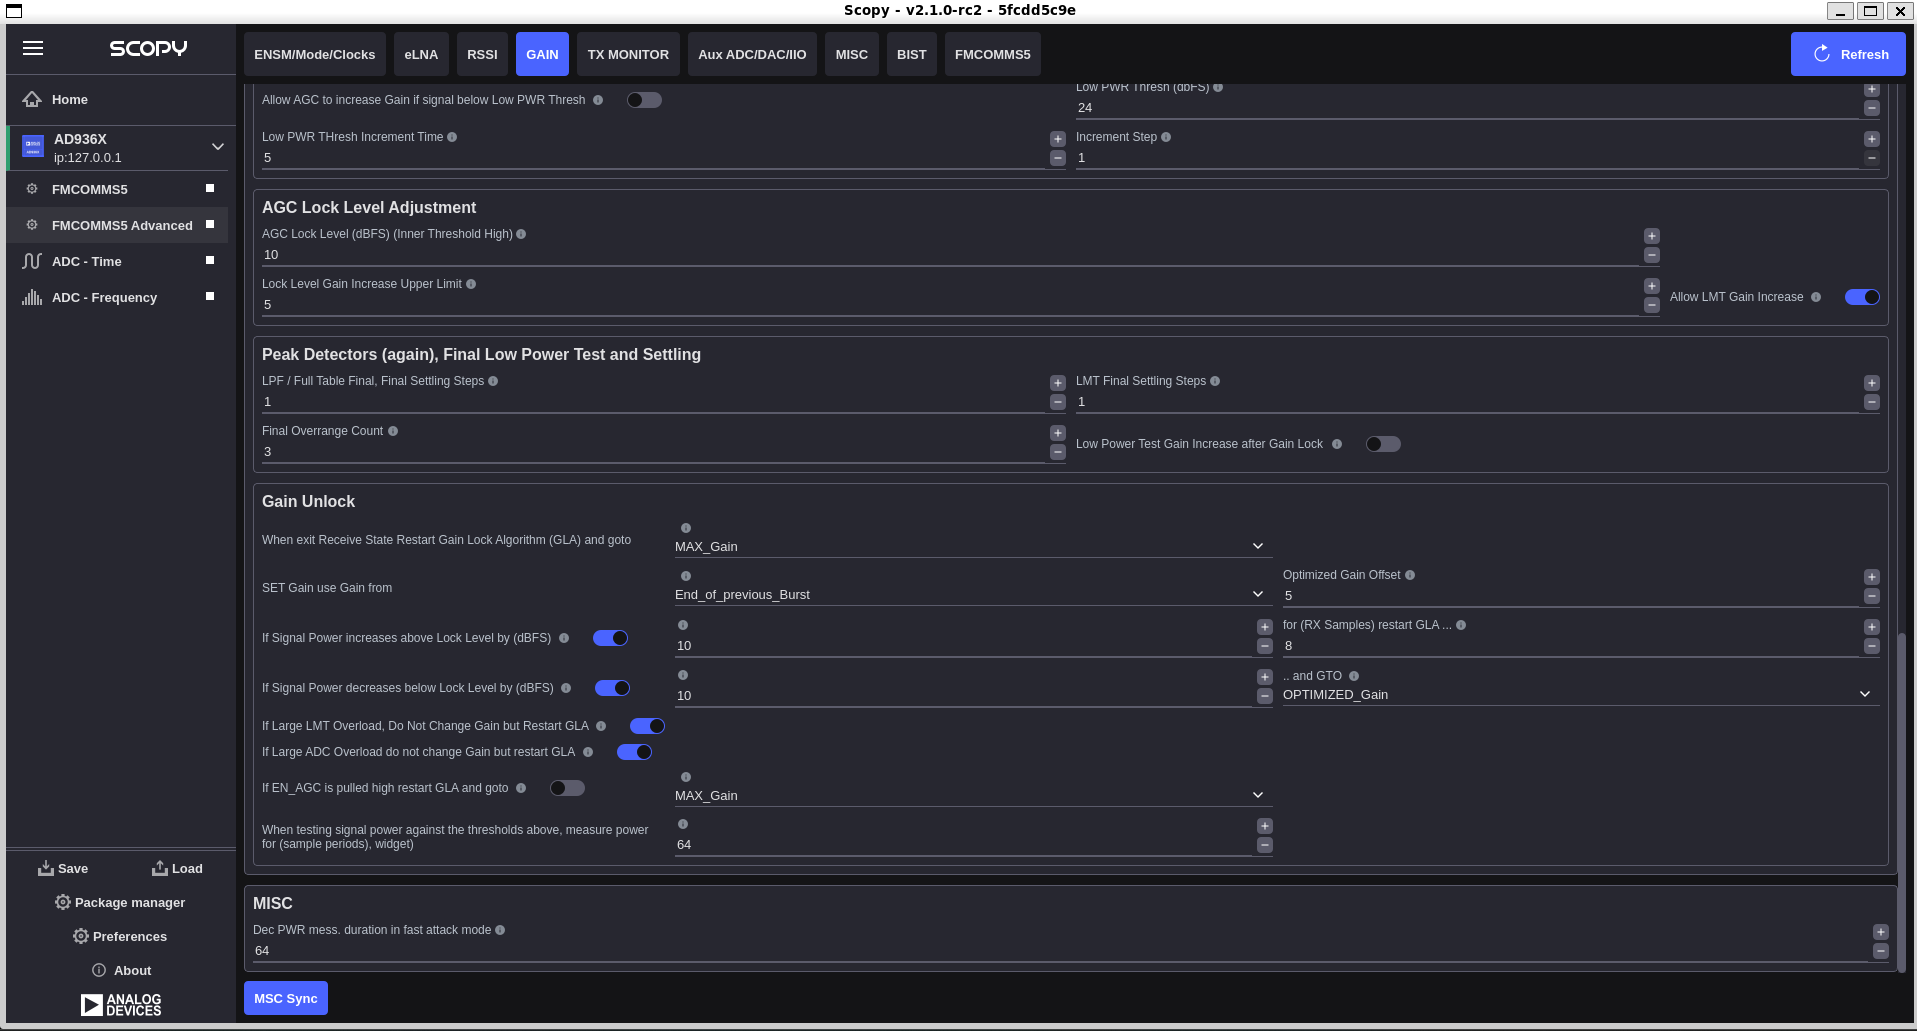 Scopy - v2.1.0-rc2 - 5fcdd5c9e
SCOPY
Home
AD936X
ip:127.0.0.1
FMCOMMS5
FMCOMMS5 Advanced
ADC - Time
ADC - Frequency
Save
Load
Package manager
Preferences
About
ANALOG
DEVICES
ENSM/Mode/Clocks
eLNA
RSSI
GAIN
TX MONITOR
Aux ADC/DAC/IIO
MISC
BIST
FMCOMMS5
Refresh
Allow AGC to increase Gain if signal below Low PWR Thresh
Low PWR Thresh (dbFS)
24
Low PWR THresh Increment Time
5
Increment Step
1
AGC Lock Level Adjustment
AGC Lock Level (dBFS) (Inner Threshold High)
10
Lock Level Gain Increase Upper Limit
5
Allow LMT Gain Increase
Peak Detectors (again), Final Low Power Test and Settling
LPF / Full Table Final, Final Settling Steps
1
LMT Final Settling Steps
1
Final Overrange Count
3
Low Power Test Gain Increase after Gain Lock
Gain Unlock
When exit Receive State Restart Gain Lock Algorithm (GLA) and goto
MAX_Gain
SET Gain use Gain from
End_of_previous_Burst
Optimized Gain Offset
5
If Signal Power increases above Lock Level by (dBFS)
10
for (RX Samples) restart GLA ...
8
If Signal Power decreases below Lock Level by (dBFS)
10
.. and GTO
OPTIMIZED_Gain
If Large LMT Overload, Do Not Change Gain but Restart GLA
If Large ADC Overload do not change Gain but restart GLA
If EN_AGC is pulled high restart GLA and goto
MAX_Gain
When testing signal power against the thresholds above, measure power
for (sample periods), widget)
64
MISC
Dec PWR mess. duration in fast attack mode
64
MSC Sync